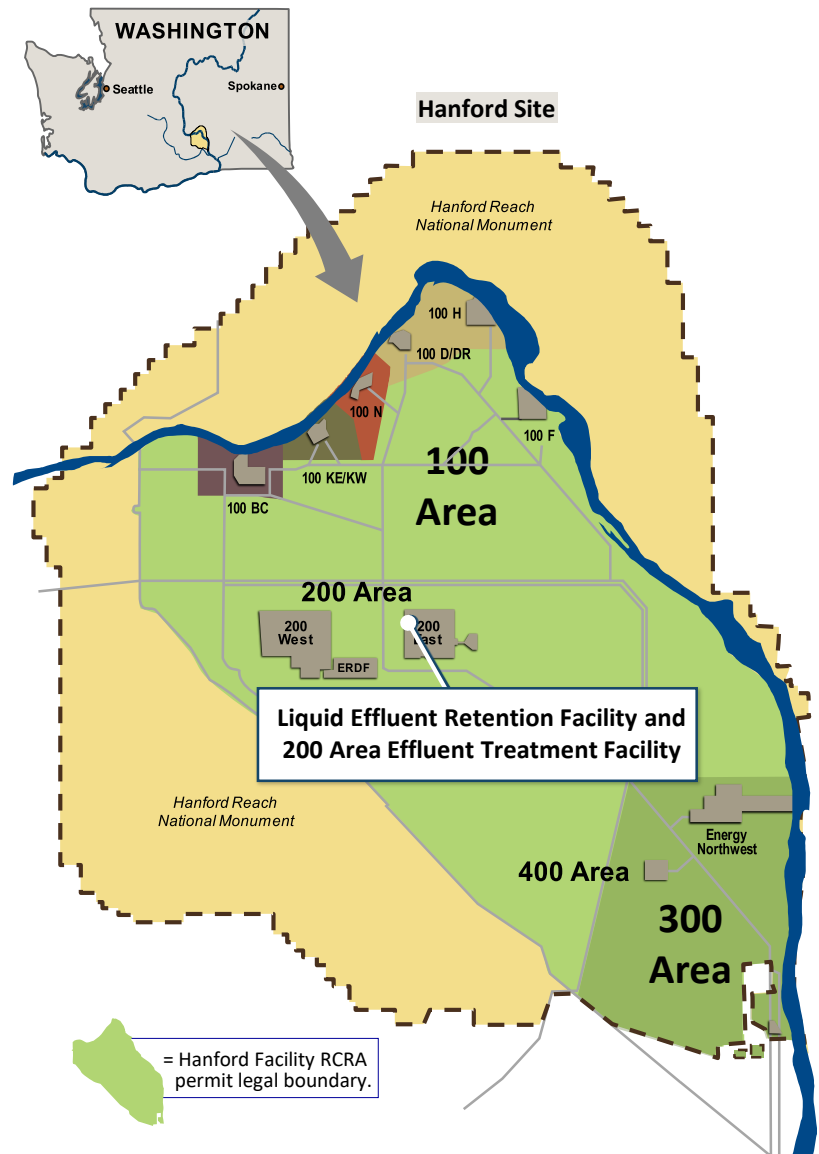 WASHINGTON
Seattle
Spokane
Hanford Site
Hanford Reach
National Monument
100 H
100 D/DR
100 N
100 F
100 KE/KW
100 BC
100
Area
200 Area
200
West
200
East
ERDF
Liquid Effluent Retention Facility and
200 Area Effluent Treatment Facility
Hanford Reach
National Monument
Energy
Northwest
400 Area
300
Area
= Hanford Facility RCRA
permit legal boundary.